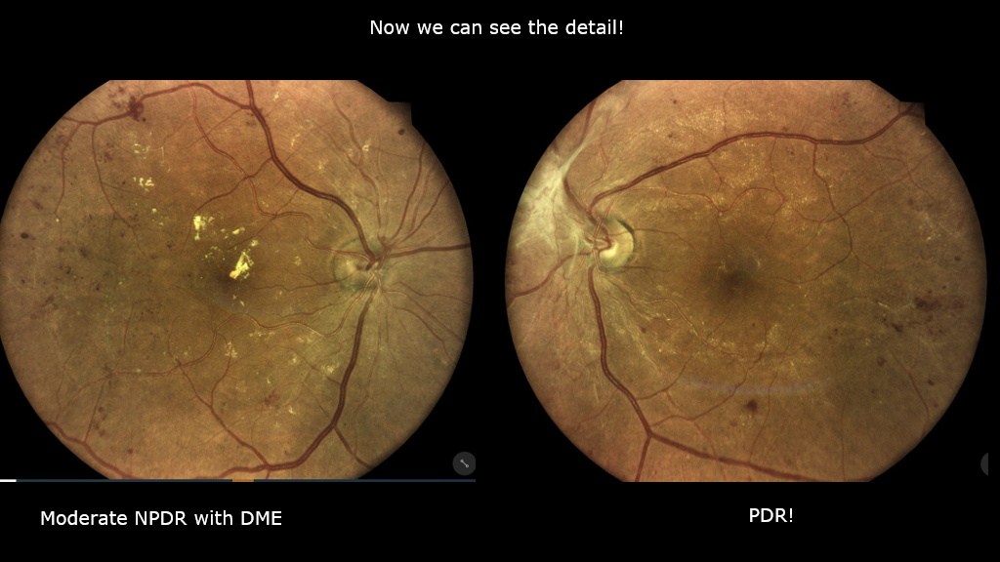 Now we can see the detail!
Moderate NPDR with DME
PDR!